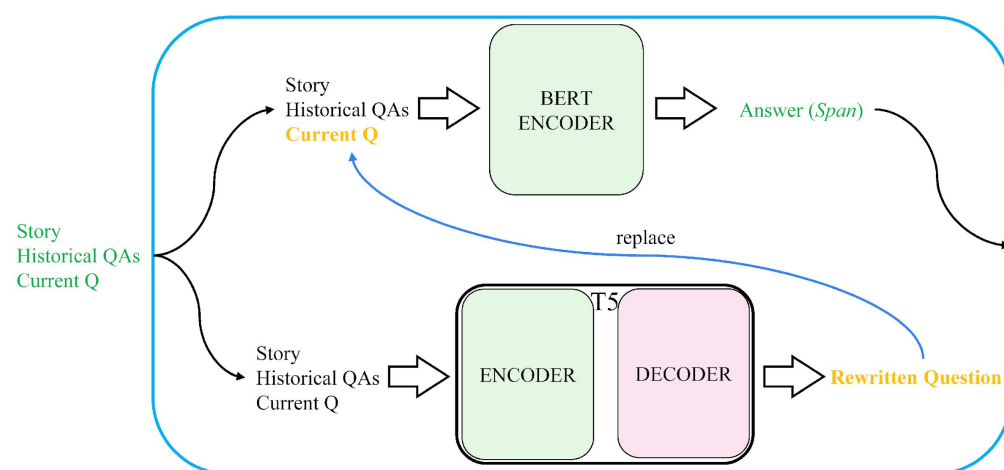 Story
Historical QAs
Current Q
BERT
ENCODER
Answer (Span)
Story
Historical QAs
Current Q
replace
T5
Story
Historical QAs
Current Q
ENCODER
DECODER
Rewritten Question